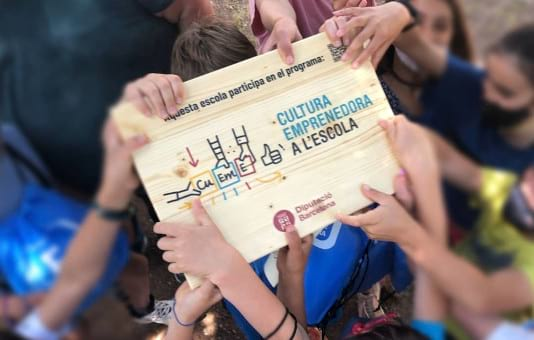 Aquesta escola participa en el programa:
CULTURA
EMPRENEDORA
A L'ESCOLA
Cu Em E
Diputació
Barcelona